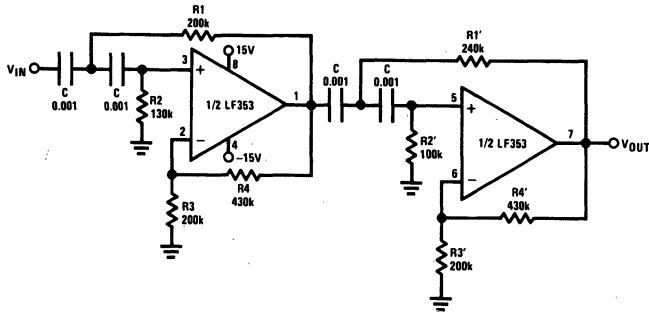 R1
200k
15V
8
R1′
240k
VIN
3
+
C
0.001
C
0.001
R2
130k
1/2 LF353
1
C
0.001
C
0.001
5
+
1/2 LF353
7
VOUT
2
−
4
−15V
R2′
100k
6
−
R4
430k
R4′
430k
R3
200k
R3′
200k